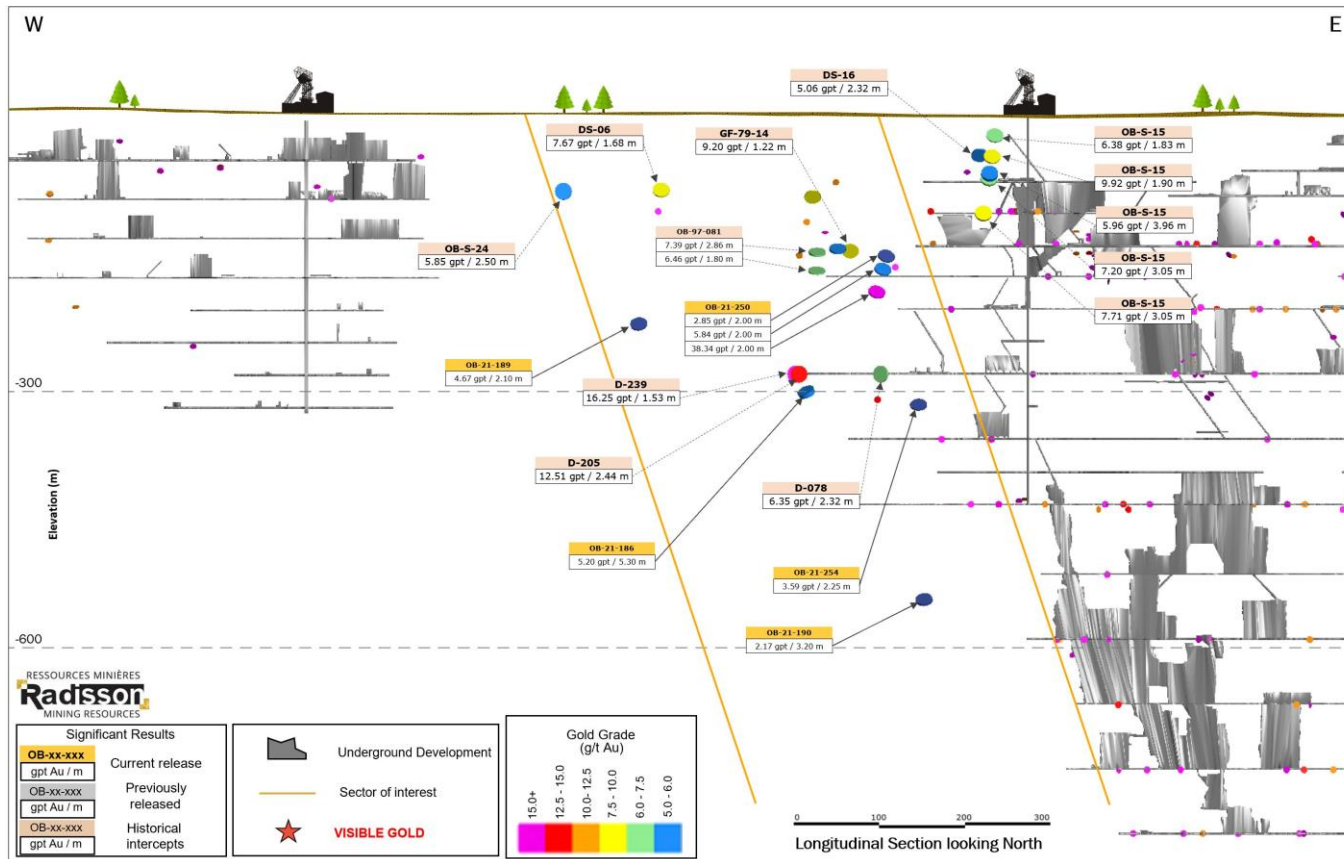 W
E
DS-16
5.06 gpt / 2.32 m
DS-06
7.67 gpt / 1.68 m
GF-79-14
9.20 gpt / 1.22 m
OB-S-15
6.38 gpt / 1.83 m
OB-S-15
9.92 gpt / 1.90 m
OB-S-15
5.96 gpt / 3.96 m
OB-S-15
7.20 gpt / 3.05 m
OB-S-15
7.71 gpt / 3.05 m
OB-S-24
5.85 gpt / 2.50 m
OB-97-081
7.39 gpt / 2.86 m
6.46 gpt / 1.80 m
OB-21-250
2.85 gpt / 2.00 m
5.84 gpt / 2.00 m
38.34 gpt / 2.00 m
OB-21-189
4.67 gpt / 2.10 m
D-239
16.25 gpt / 1.53 m
-300
D-205
12.51 gpt / 2.44 m
D-078
6.35 gpt / 2.32 m
Elevation (m)
OB-21-186
5.20 gpt / 5.30 m
OB-21-254
3.59 gpt / 2.25 m
OB-21-190
2.17 gpt / 3.20 m
-600
RESSOURCES MINIÈRES
Radisson
MINING RESOURCES
Significant Results
OB-xx-xxx
gpt Au / m
Current release
OB-xx-xxx
gpt Au / m
Previously
released
OB-xx-xxx
gpt Au / m
Historical
intercepts
Underground Development
Sector of interest
VISIBLE GOLD
Gold Grade
(g/t Au)
15.0+
12.5 - 15.0
10.0- 12.5
7.5 - 10.0
6.0 - 7.5
5.0 - 6.0
0
100
200
300
Longitudinal Section looking North